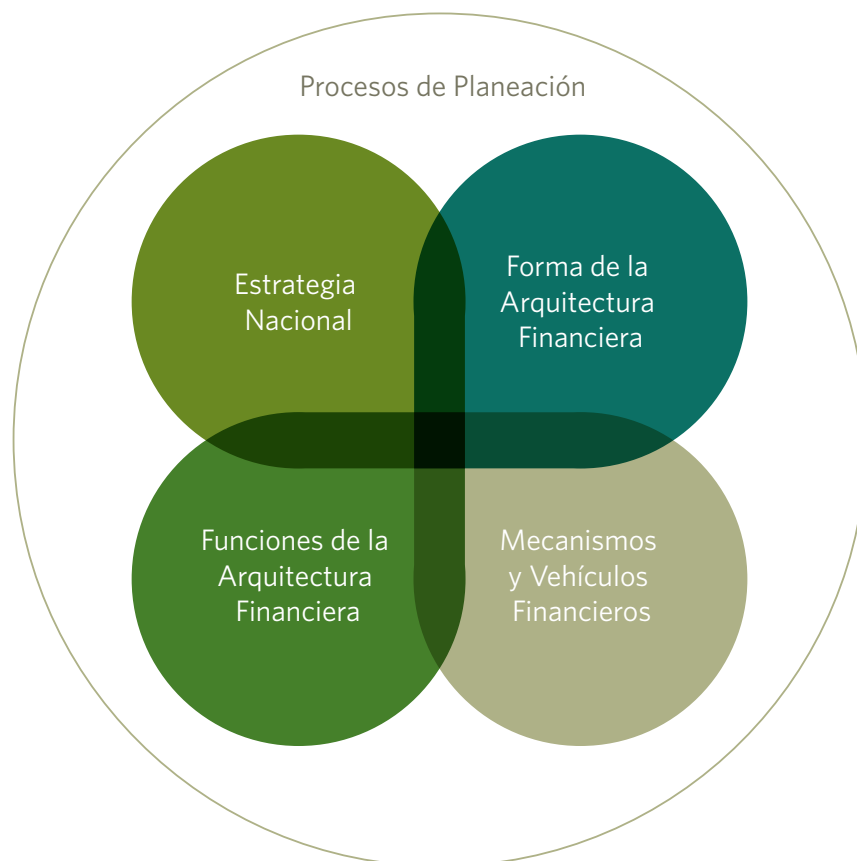 Procesos de Planeación
Estrategia
Nacional
Forma de la
Arquitectura
Financiera
Funciones de la
Arquitectura
Financiera
Mecanismos
y Vehículos
Financieros